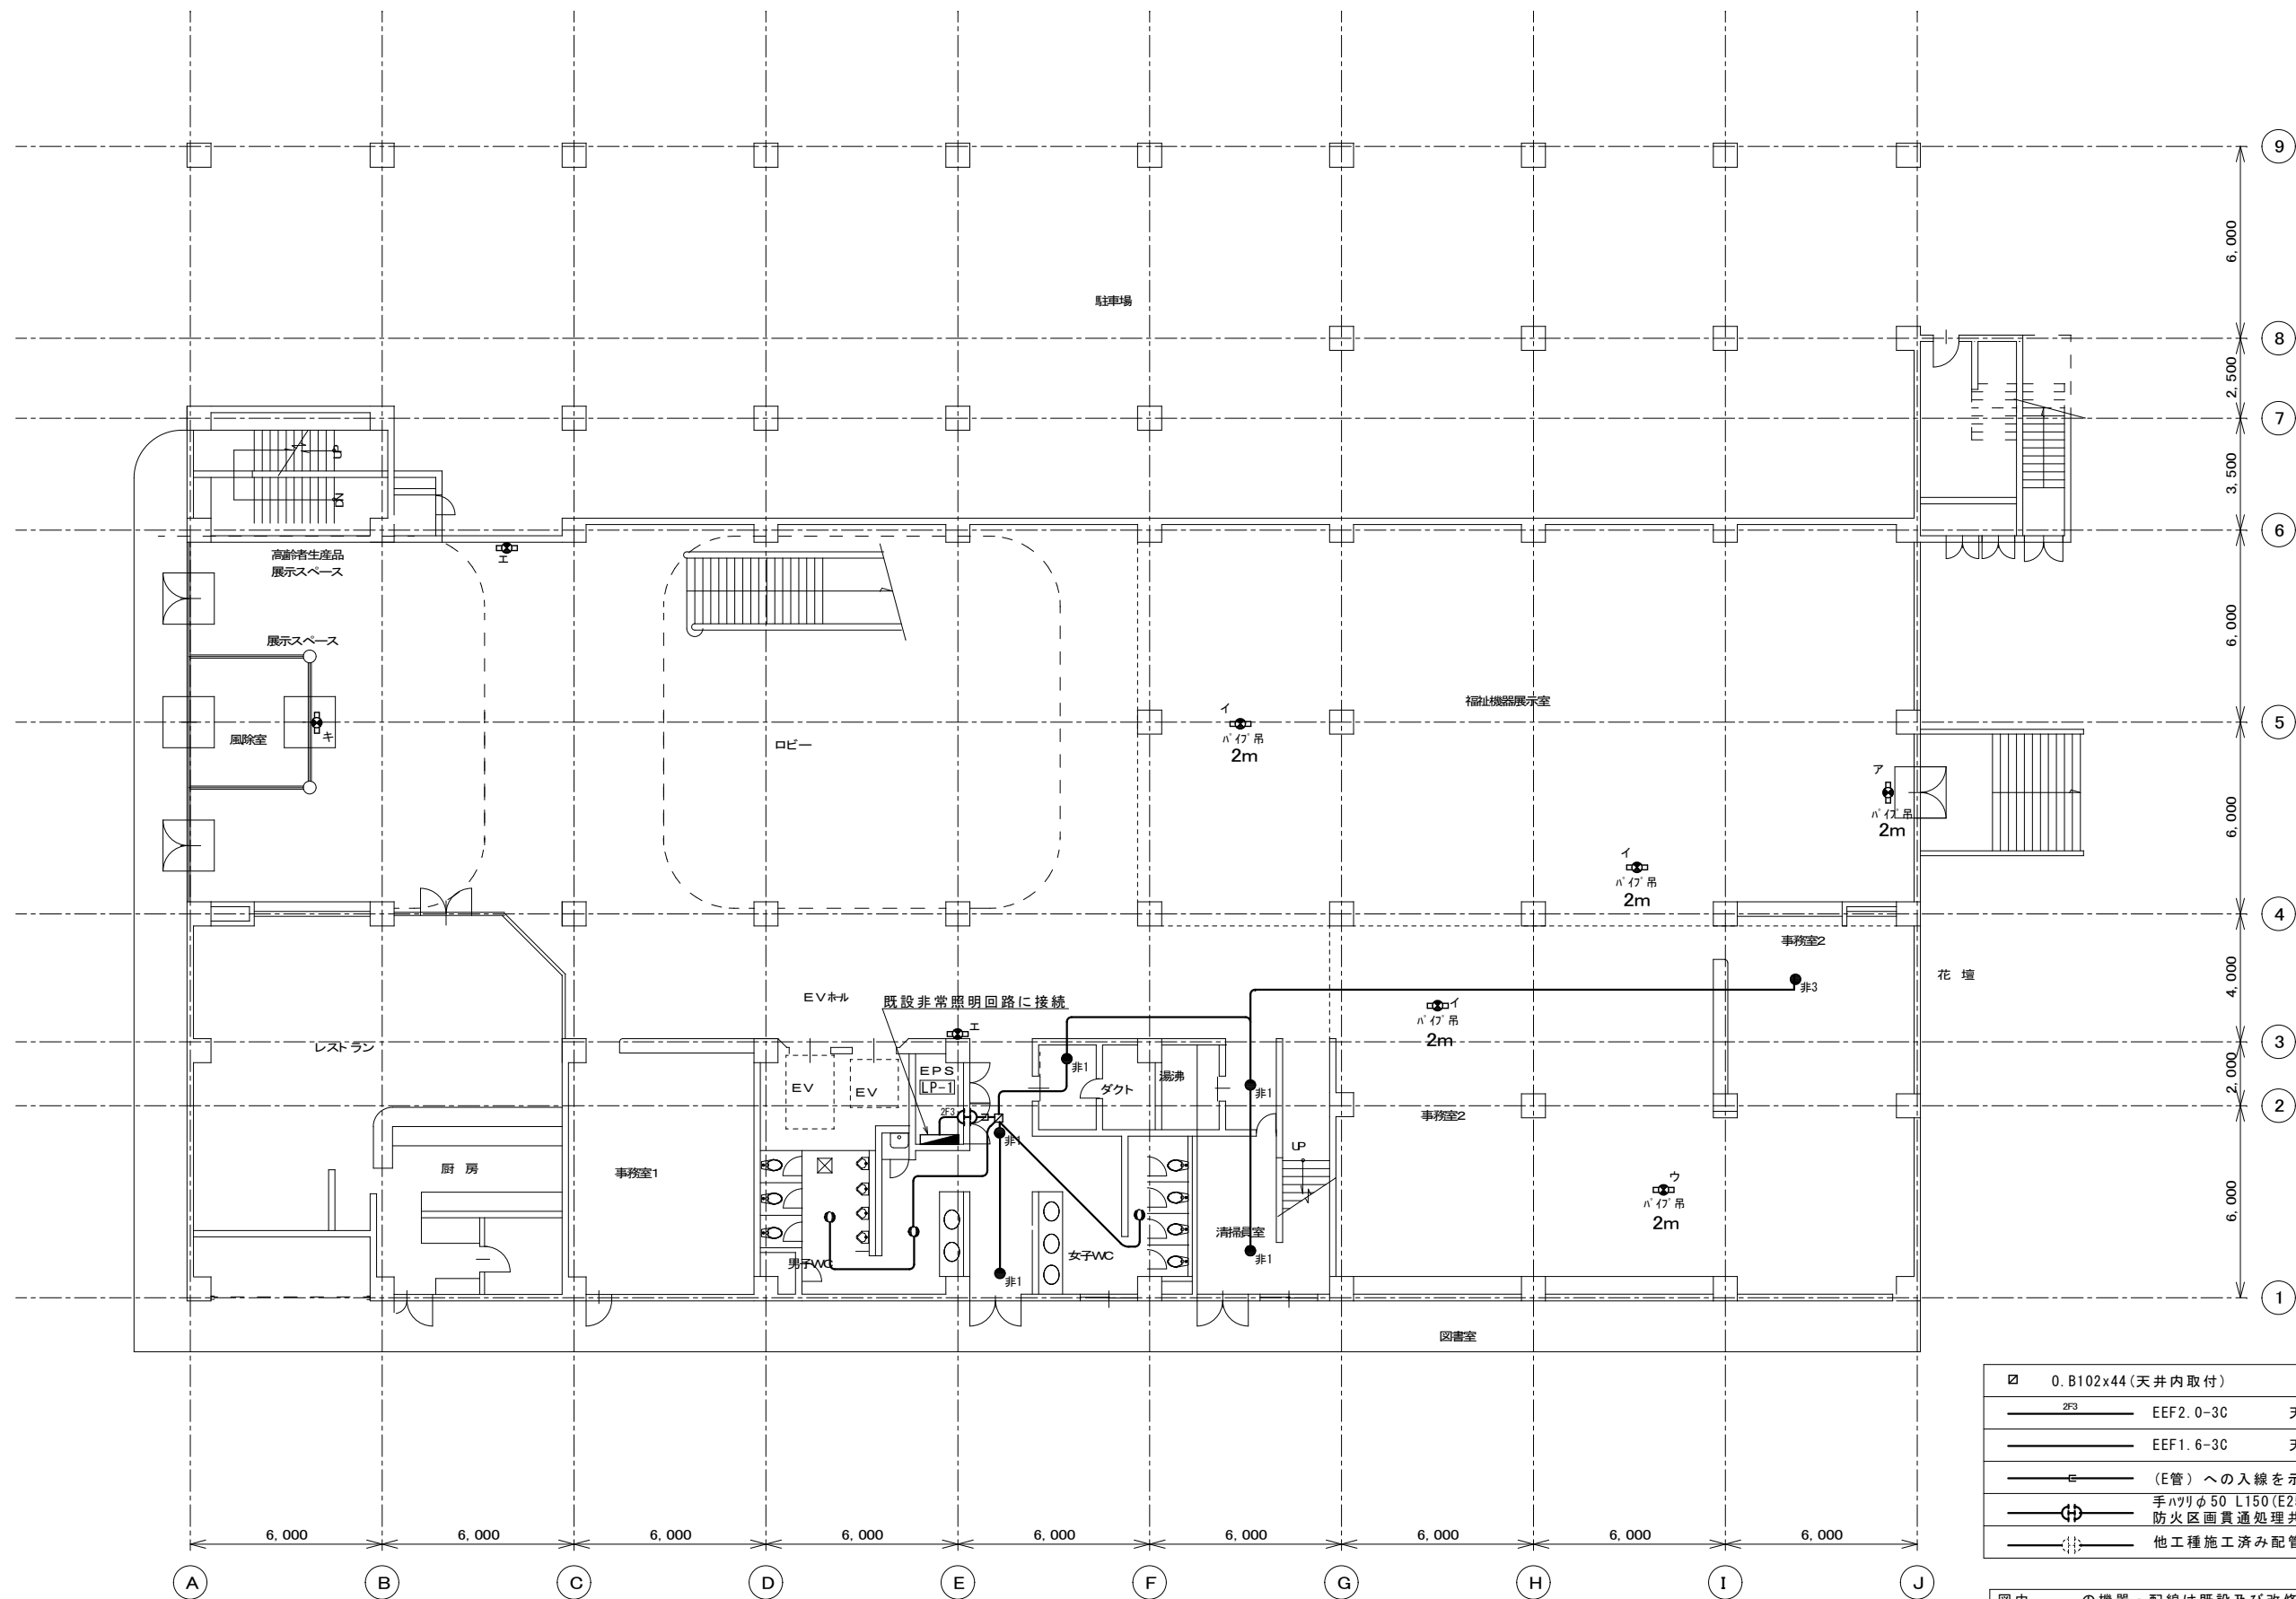 9
6,000
駐車場
8
2,500
7
UP
3,500
DN
6
高齢者生産品
展示スペース
エ
6,000
展示スペース
福祉機器展示室
イ
5
キ
風除室
ロビー
パイプ吊
2m
ア
6,000
パイプ吊
2m
イ
パイプ吊
2m
4
事務室2
花 壇
非3
4,000
EVホール
既設非常照明回路に接続
イ
パイプ吊
2m
エ
3
レストラン
非1
EPS
LP-1
EV
EV
ダクト
湯沸
非1
2,000
2
2F3
事務室2
非1
UP
厨 房
事務室1
ウ
パイプ吊
2m
6,000
清掃員室
女子WC
男子WC
非1
非1
1
図書室
O.B102x44(天井内取付)
2F3
EEF2.0-3C
EEF1.6-3C
(E管)への入線を示
手ハツリφ50 L150(E2
防火区画貫通処理共
他工種施工済み配管
6,000
6,000
6,000
6,000
6,000
6,000
6,000
6,000
6,000
A
B
C
D
E
F
G
H
I
J